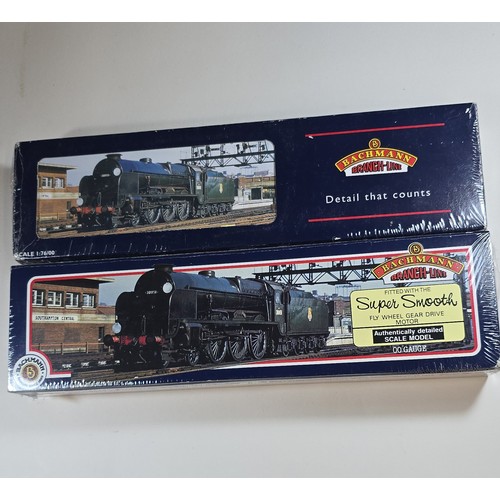 BACHMANN
BRANCH-LINE
Detail that counts
SCALE 1:76/00
BACHMANN
BRANCH-LINE
FITTED WITH THE
Super Smooth
FLY WHEEL GEAR DRIVE
MOTOR
Authentically detailed
SCALE MODEL
OO GAUGE
SOUTHAMPTON CENTRAL
BACHMANN